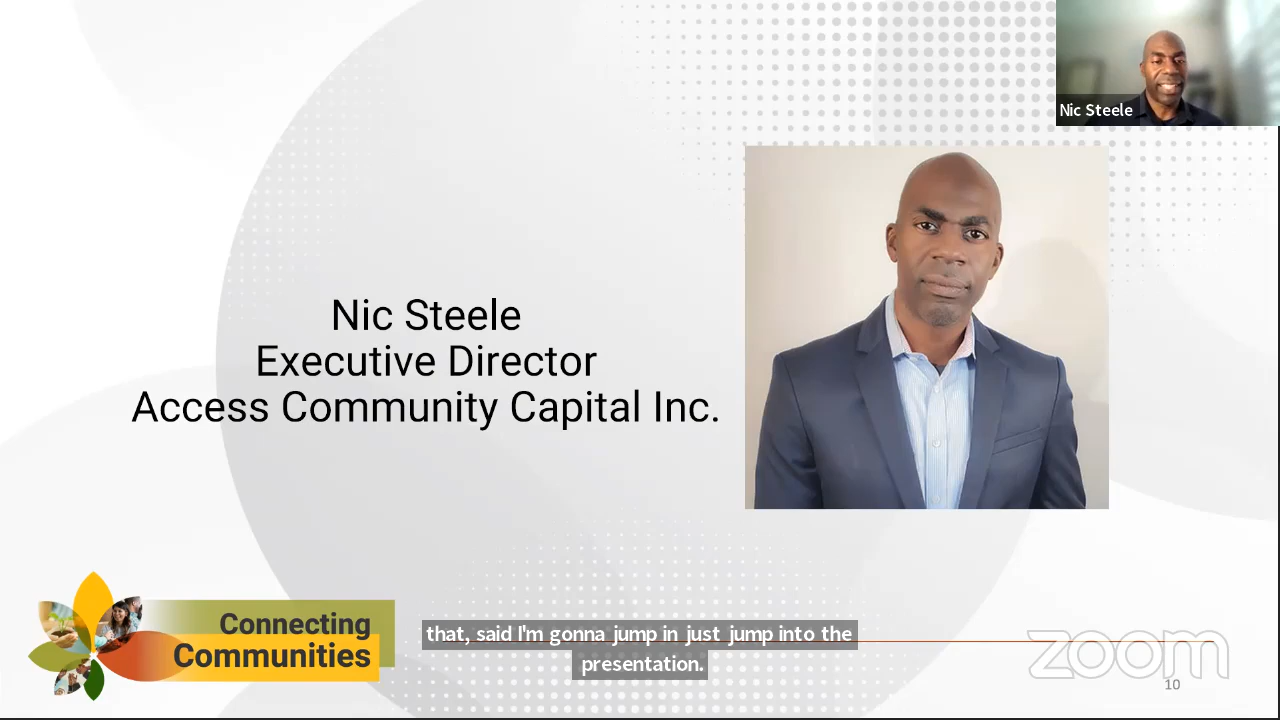 Nic Steele
Nic Steele
Executive Director
Access Community Capital Inc.
Connecting
Communities
that, said I'm gonna jump in just jump into the
presentation.
zoom
10